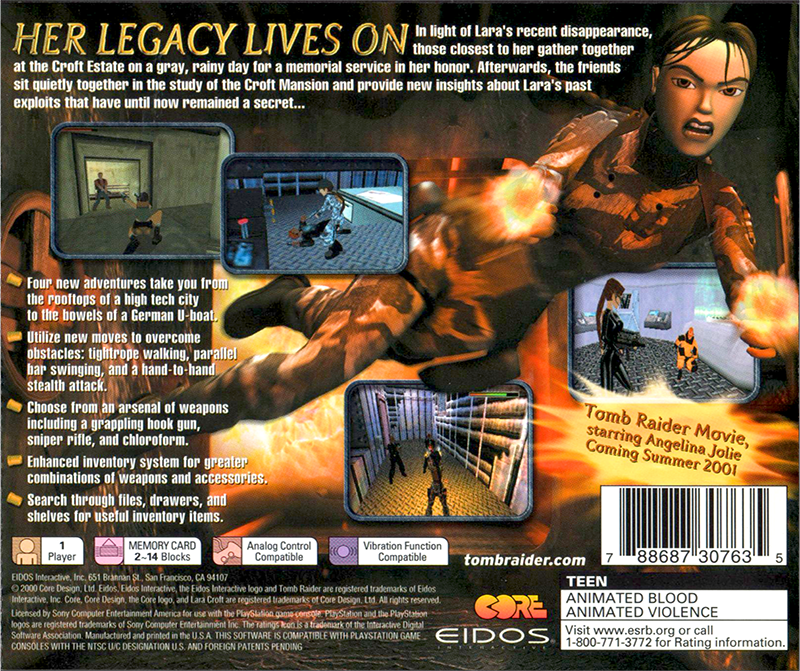 HER LEGACY LIVES ON
In light of Lara's recent disappearance,
those closest to her gather together
at the Croft Estate on a gray, rainy day for a memorial service in her honor. Afterwards, the friends
sit quietly together in the study of the Croft Mansion and provide new insights about Lara's past
exploits that have until now remained a secret...
Four new adventures take you from
the rooftops of a high tech city
to the bowels of a German U-boat.
Utilize new moves to overcome
obstacles: tightrope walking, parallel
bar swinging, and a hand-to-hand
stealth attack.
Choose from an arsenal of weapons
including a grappling hook gun,
sniper rifle, and chloroform.
Enhanced inventory system for greater
combinations of weapons and accessories.
Search through files, drawers, and
shelves for useful inventory items.
Tomb Raider Movie,
starring Angelina Jolie
Coming Summer 2001
1
Player
MEMORY CARD
2-14 Blocks
Analog Control
Compatible
Vibration Function
Compatible
tombraider.com
7 88687 30763 5
EIDOS Interactive, Inc. 651 Brannan St., San Francisco, CA 94107
© 2000 Core Design, Ltd. Eidos, Eidos Interactive, the Eidos Interactive logo and Tomb Raider are registered trademarks of Eidos
Interactive, Inc. Core, Core Design, the Core logo, and Lara Croft are registered trademarks of Core Design, Ltd. All rights reserved.
Licensed by Sony Computer Entertainment America for use with the PlayStation game console. PlayStation and the PlayStation
logos are registered trademarks of Sony Computer Entertainment Inc. The ratings icon is a trademark of the Interactive Digital
Software Association. Manufactured and printed in the U.S.A. THIS SOFTWARE IS COMPATIBLE WITH PLAYSTATION GAME
CONSOLES WITH THE NTSC U/C DESIGNATION. U.S. AND FOREIGN PATENTS PENDING
CORE
EIDOS
INTERACTIVE
TEEN
ANIMATED BLOOD
ANIMATED VIOLENCE
Visit www.esrb.org or call
1-800-771-3772 for Rating information.